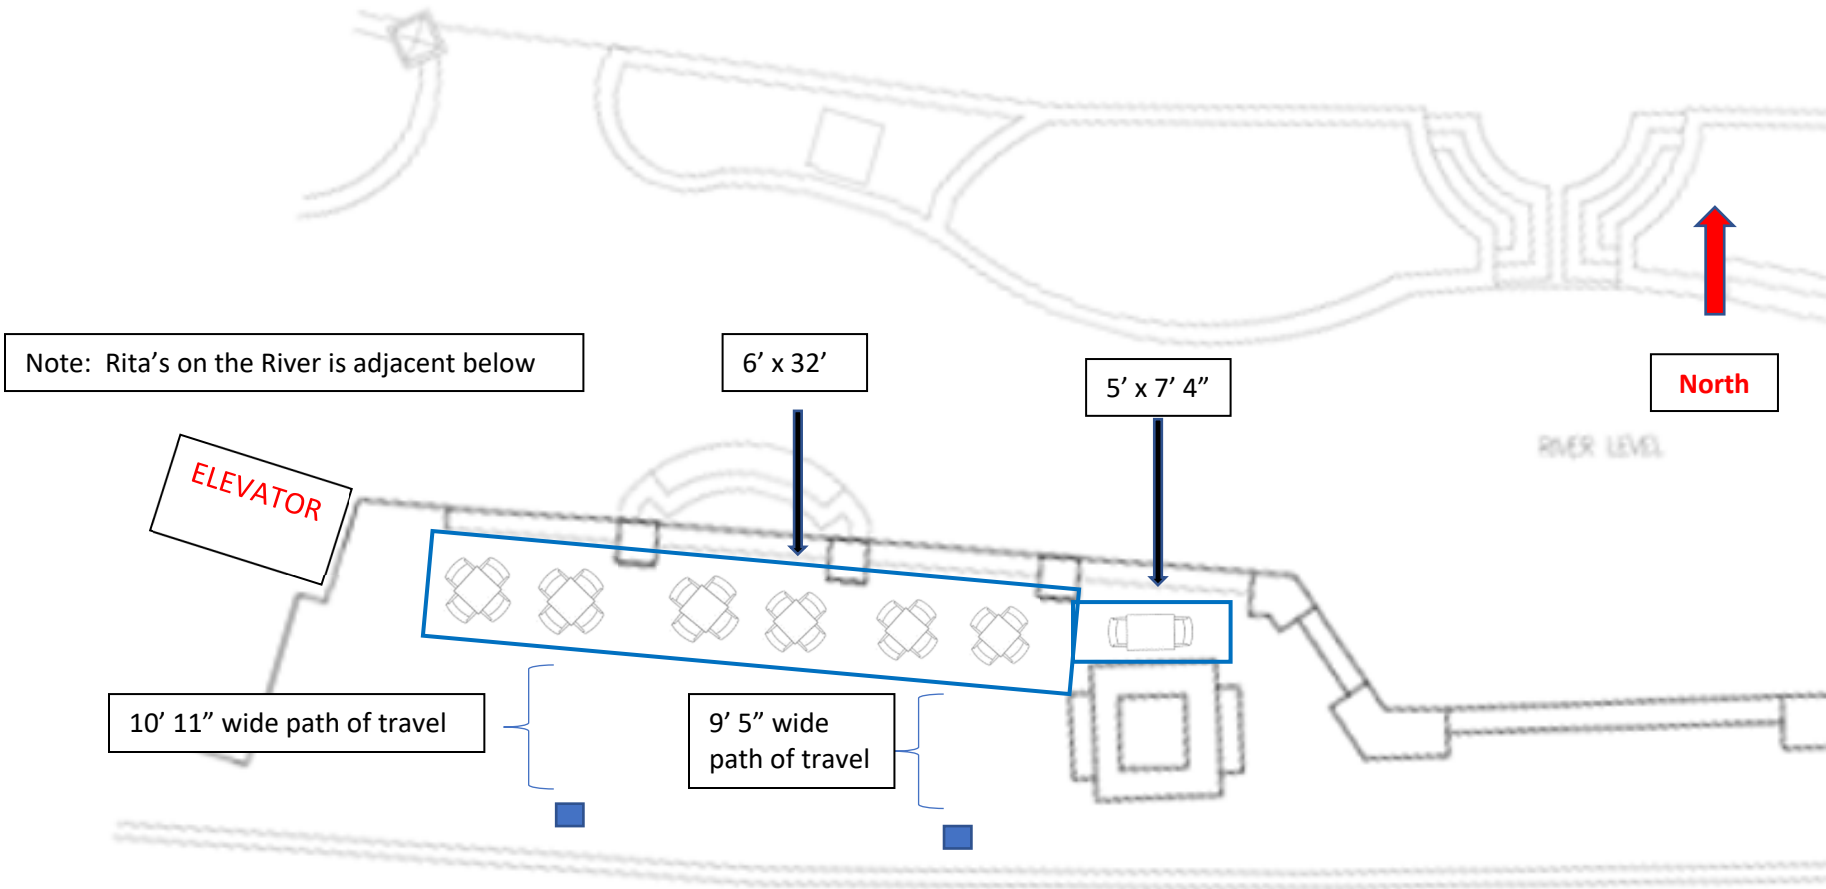 Note:  Rita’s on the River is adjacent below
6’ x 32’
5’ x 7’ 4”
North
RIVER LEVEL
ELEVATOR
10’ 11” wide path of travel
9’ 5” wide
path of travel